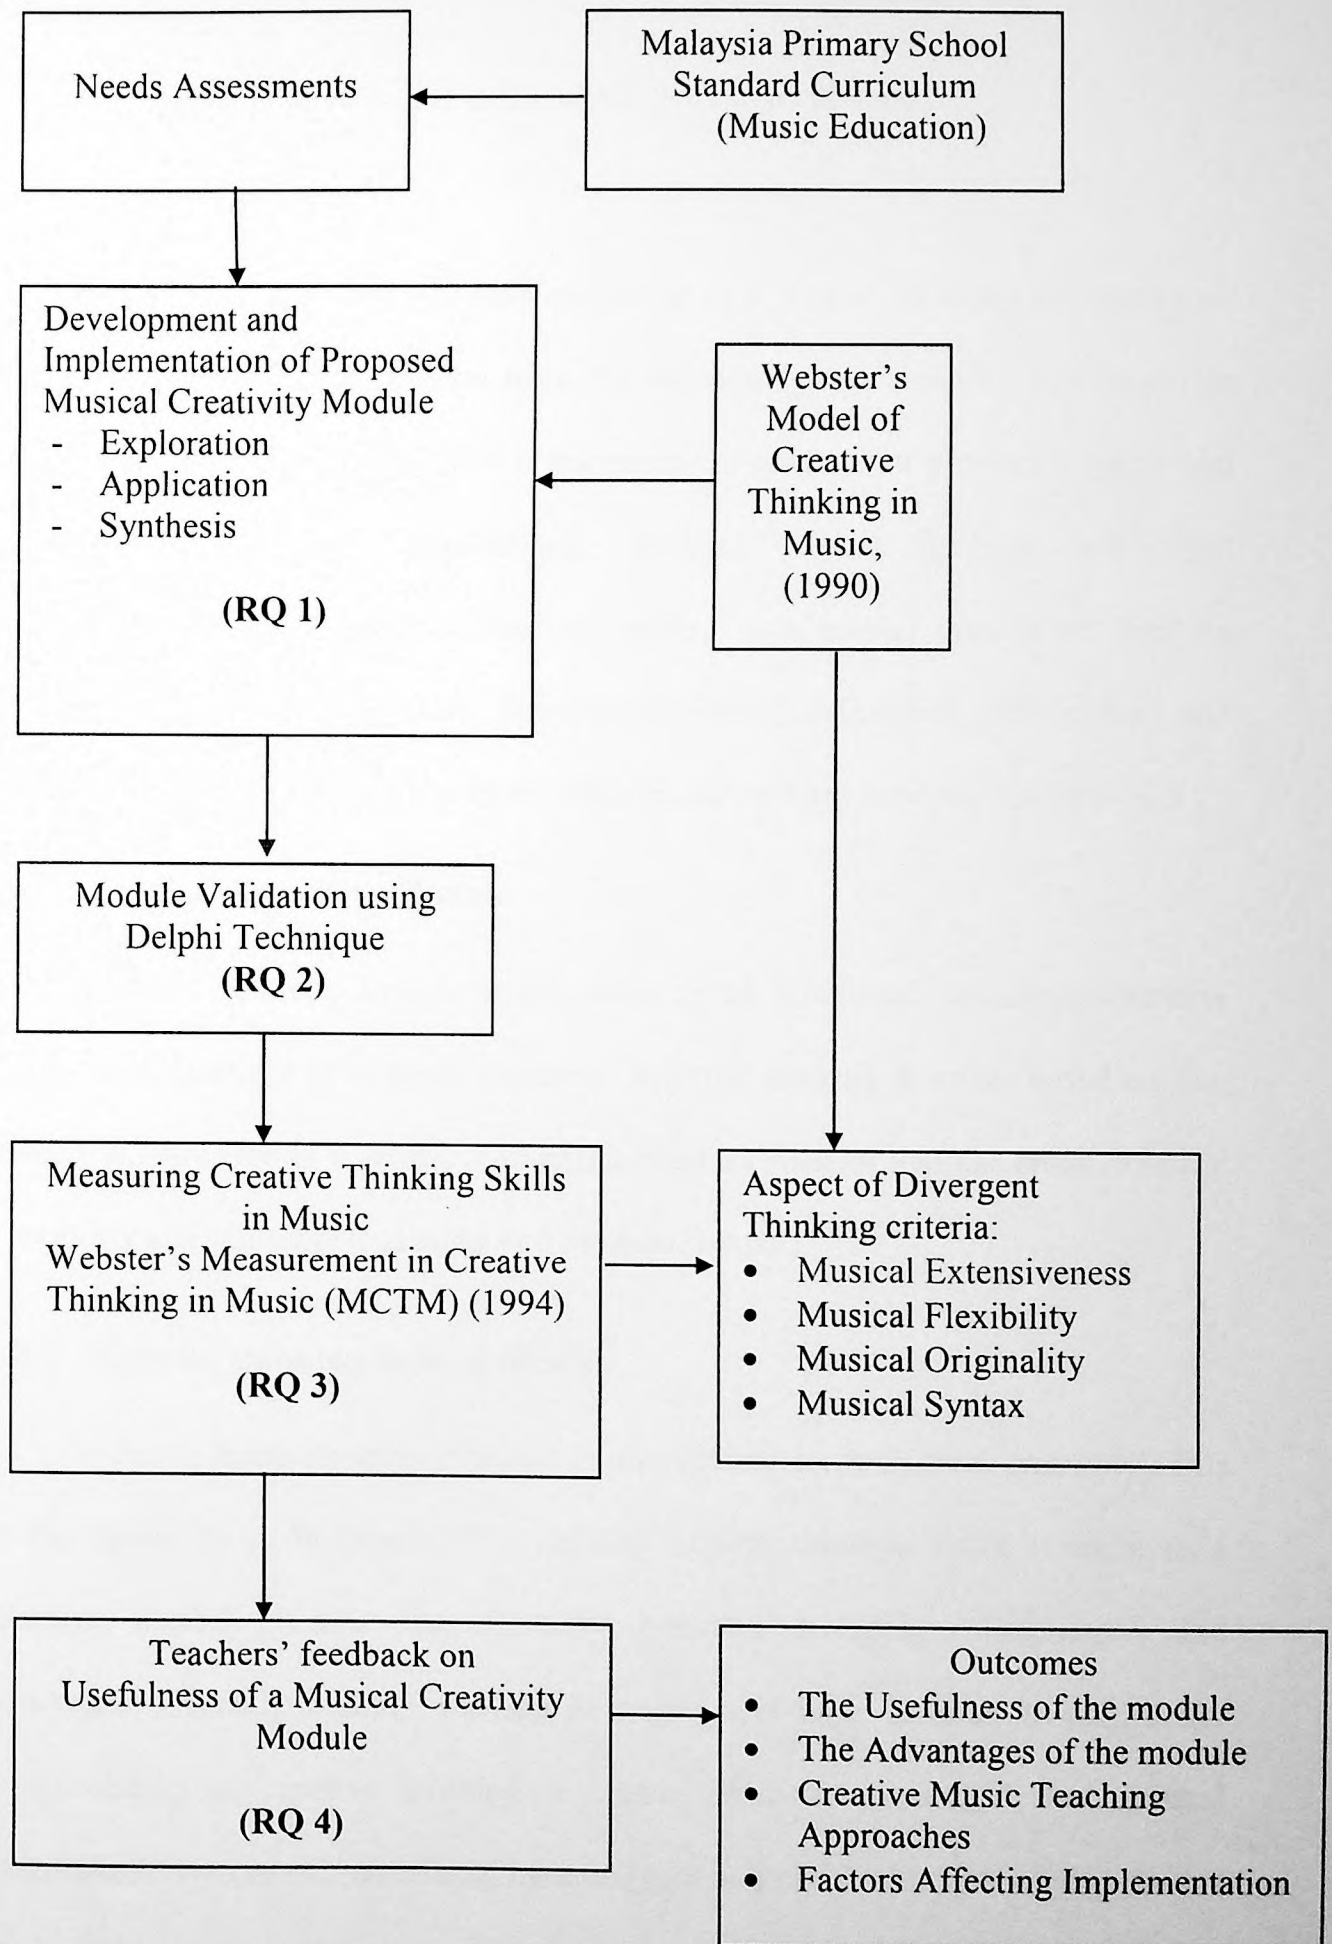 Needs Assessments
Malaysia Primary School
Standard Curriculum
(Music Education)
Development and
Implementation of Proposed
Musical Creativity Module
- Exploration
- Application
- Synthesis
(RQ 1)
Webster's
Model of
Creative
Thinking in
Music,
(1990)
Module Validation using
Delphi Technique
(RQ 2)
Measuring Creative Thinking Skills
in Music
Webster's Measurement in Creative
Thinking in Music (MCTM) (1994)
(RQ 3)
Aspect of Divergent
Thinking criteria:
• Musical Extensiveness
• Musical Flexibility
• Musical Originality
• Musical Syntax
Teachers' feedback on
Usefulness of a Musical Creativity
Module
(RQ 4)
Outcomes
• The Usefulness of the module
• The Advantages of the module
• Creative Music Teaching
Approaches
• Factors Affecting Implementation